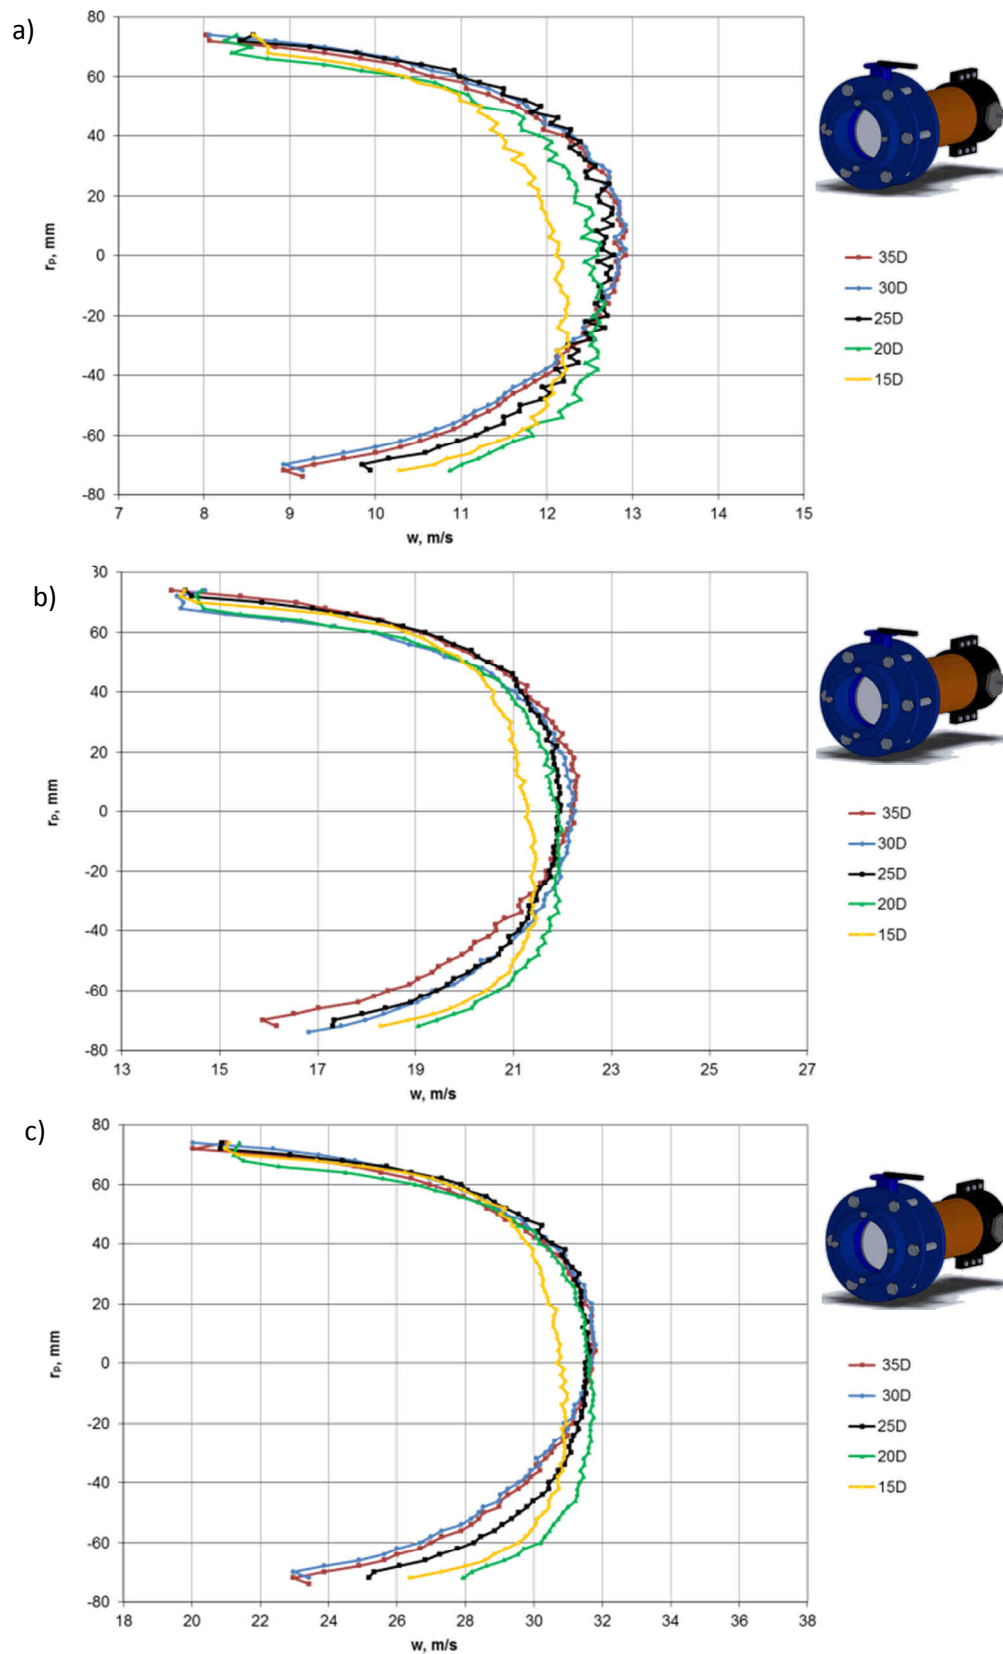 a)
80
60
40
20
0
-20
-40
-60
-80
rp, mm
7 8 9 10 11 12 13 14 15
w, m/s
35D
30D
25D
20D
15D
b)
80
60
40
20
0
-20
-40
-60
-80
rp, mm
13 15 17 19 21 23 25 27
w, m/s
35D
30D
25D
20D
15D
c)
80
60
40
20
0
-20
-40
-60
-80
rp, mm
18 20 22 24 26 28 30 32 34 36 38
w, m/s
35D
30D
25D
20D
15D